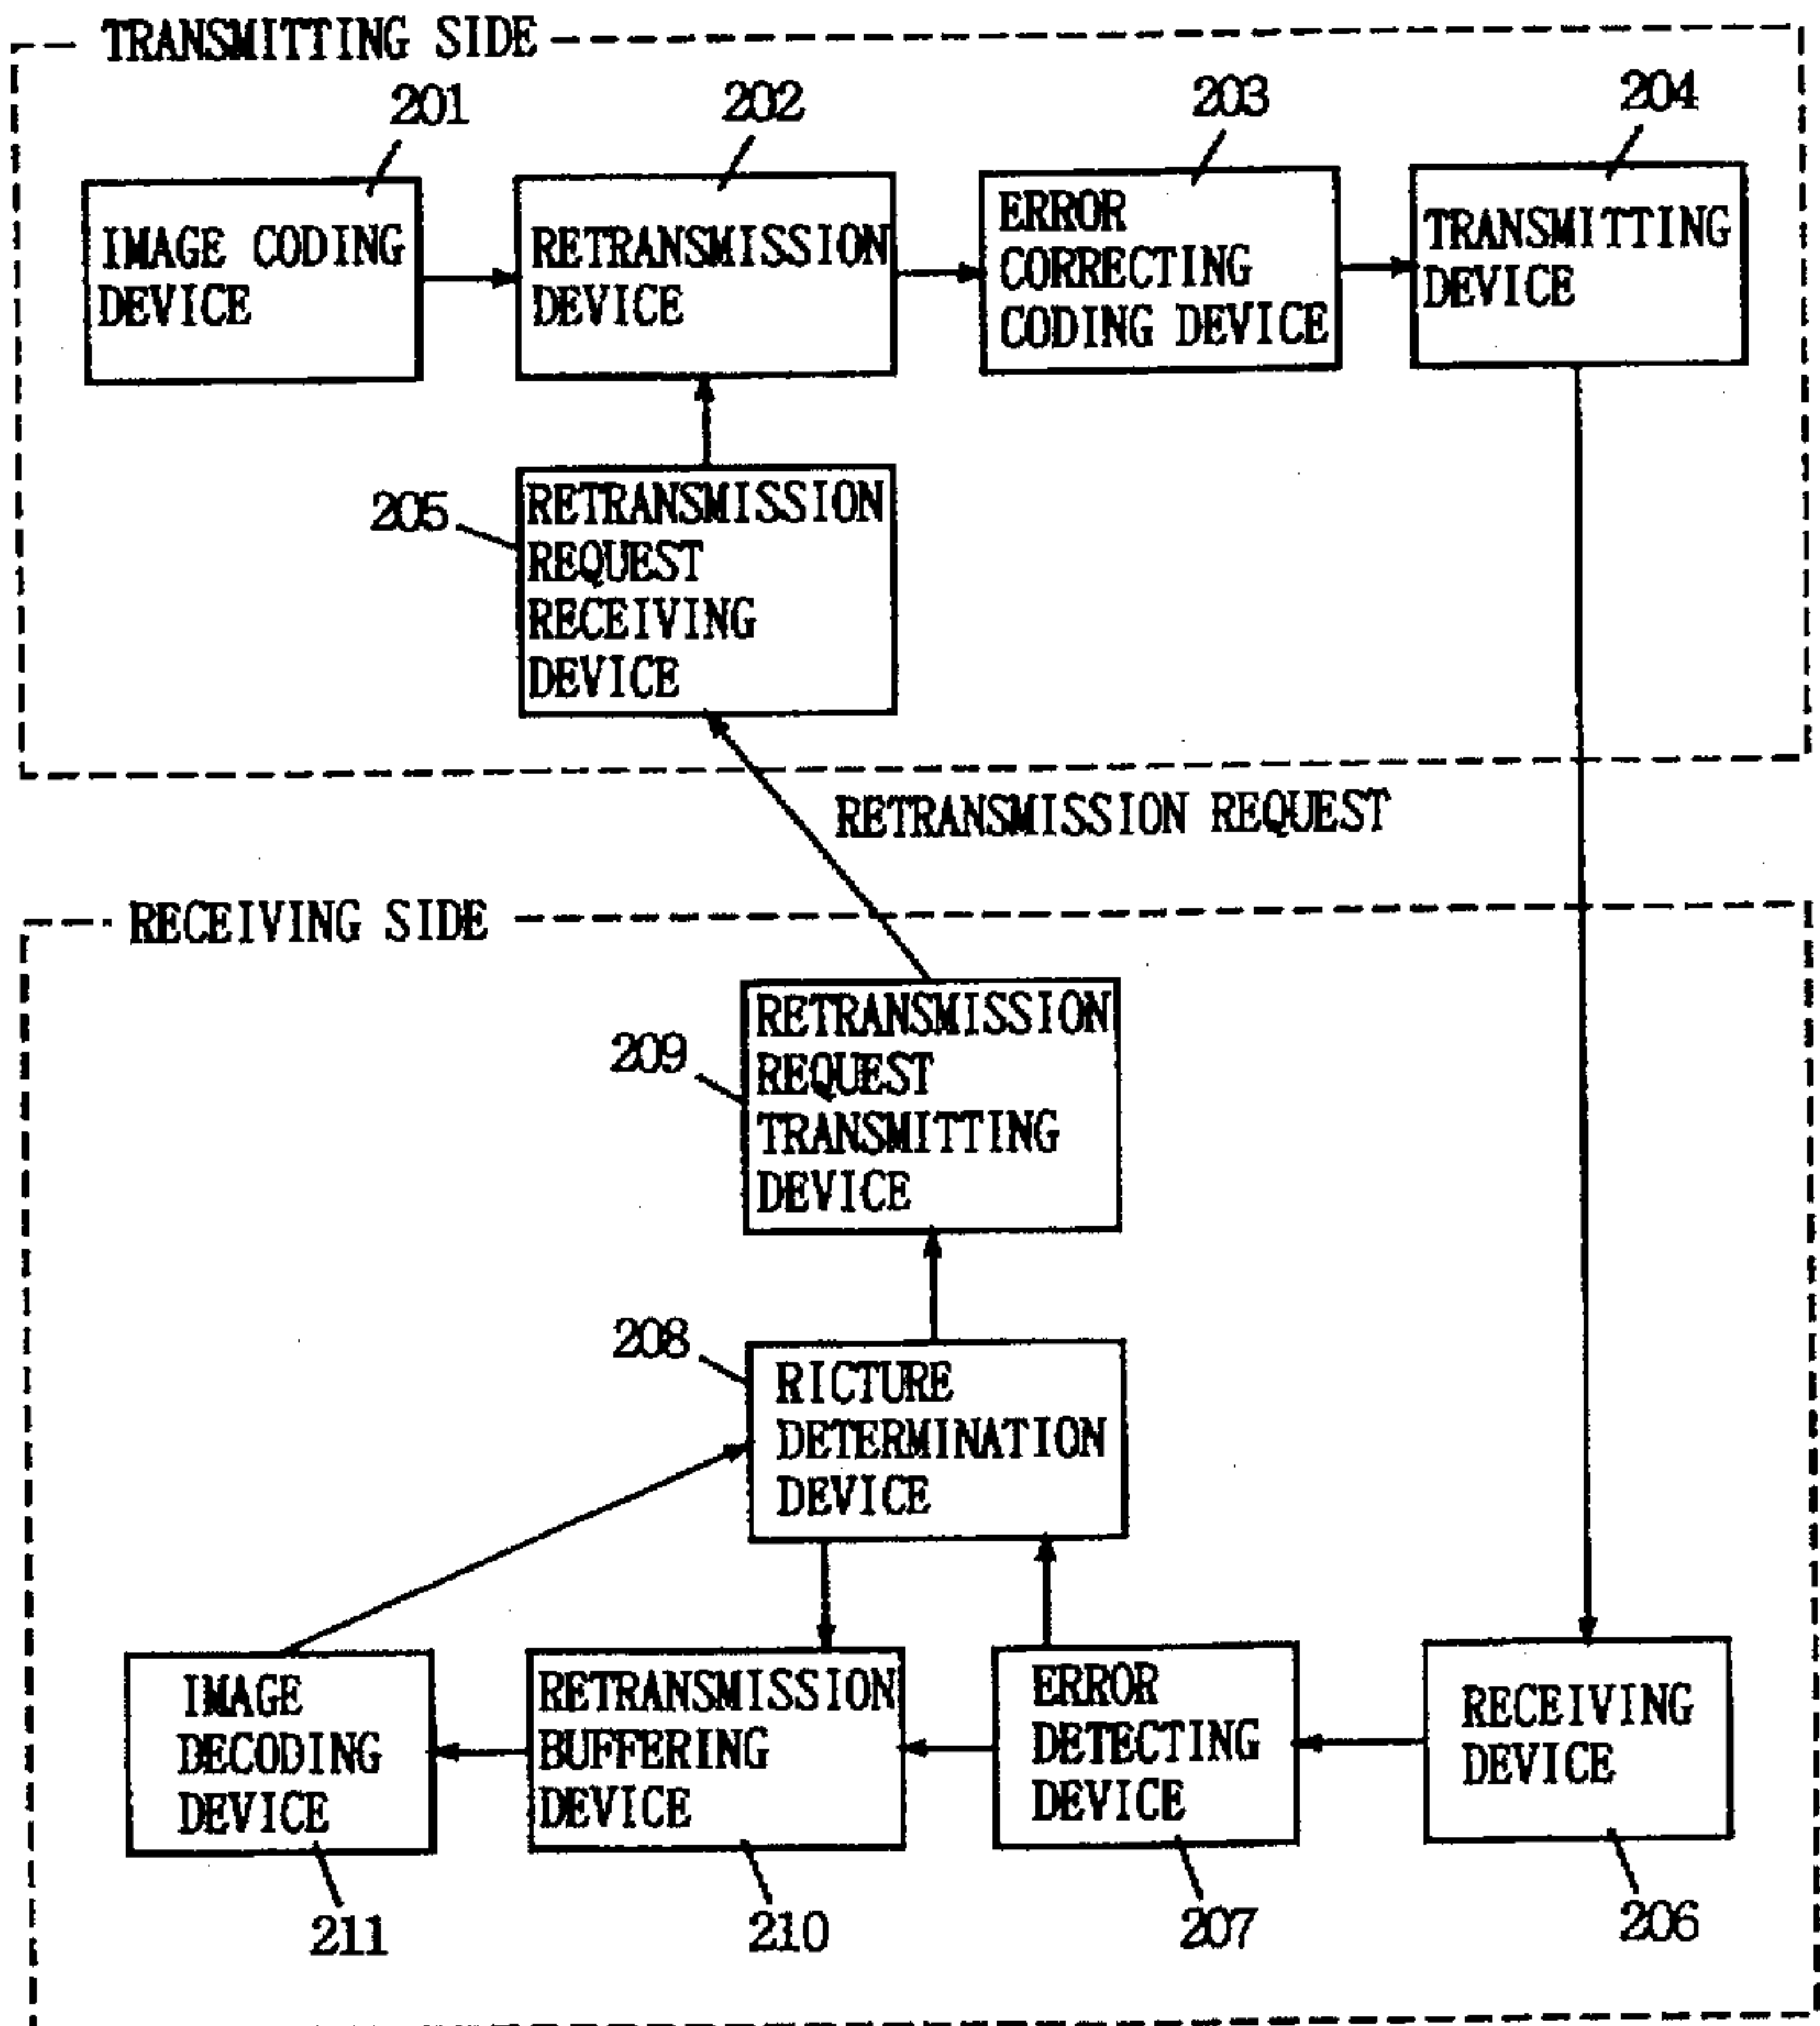 TRANSMITTING SIDE
201
202
203
204
IMAGE CODING
DEVICE
RETRANSMISSION
DEVICE
ERROR
CORRECTING
CODING DEVICE
TRANSMITTING
DEVICE
205
RETRANSMISSION
REQUEST
RECEIVING
DEVICE
RETRANSMISSION REQUEST
RECEIVING SIDE
209
RETRANSMISSION
REQUEST
TRANSMITTING
DEVICE
208
RICTURE
DETERMINATION
DEVICE
IMAGE
DECODING
DEVICE
RETRANSMISSION
BUFFERING
DEVICE
ERROR
DETECTING
DEVICE
RECEIVING
DEVICE
211
210
207
206